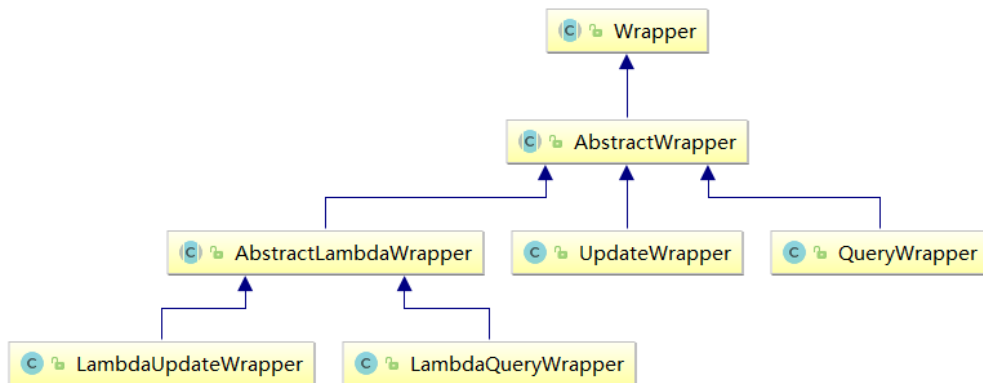 C Wrapper
C AbstractWrapper
C AbstractLambdaWrapper
C UpdateWrapper
C QueryWrapper
C LambdaUpdateWrapper
C LambdaQueryWrapper